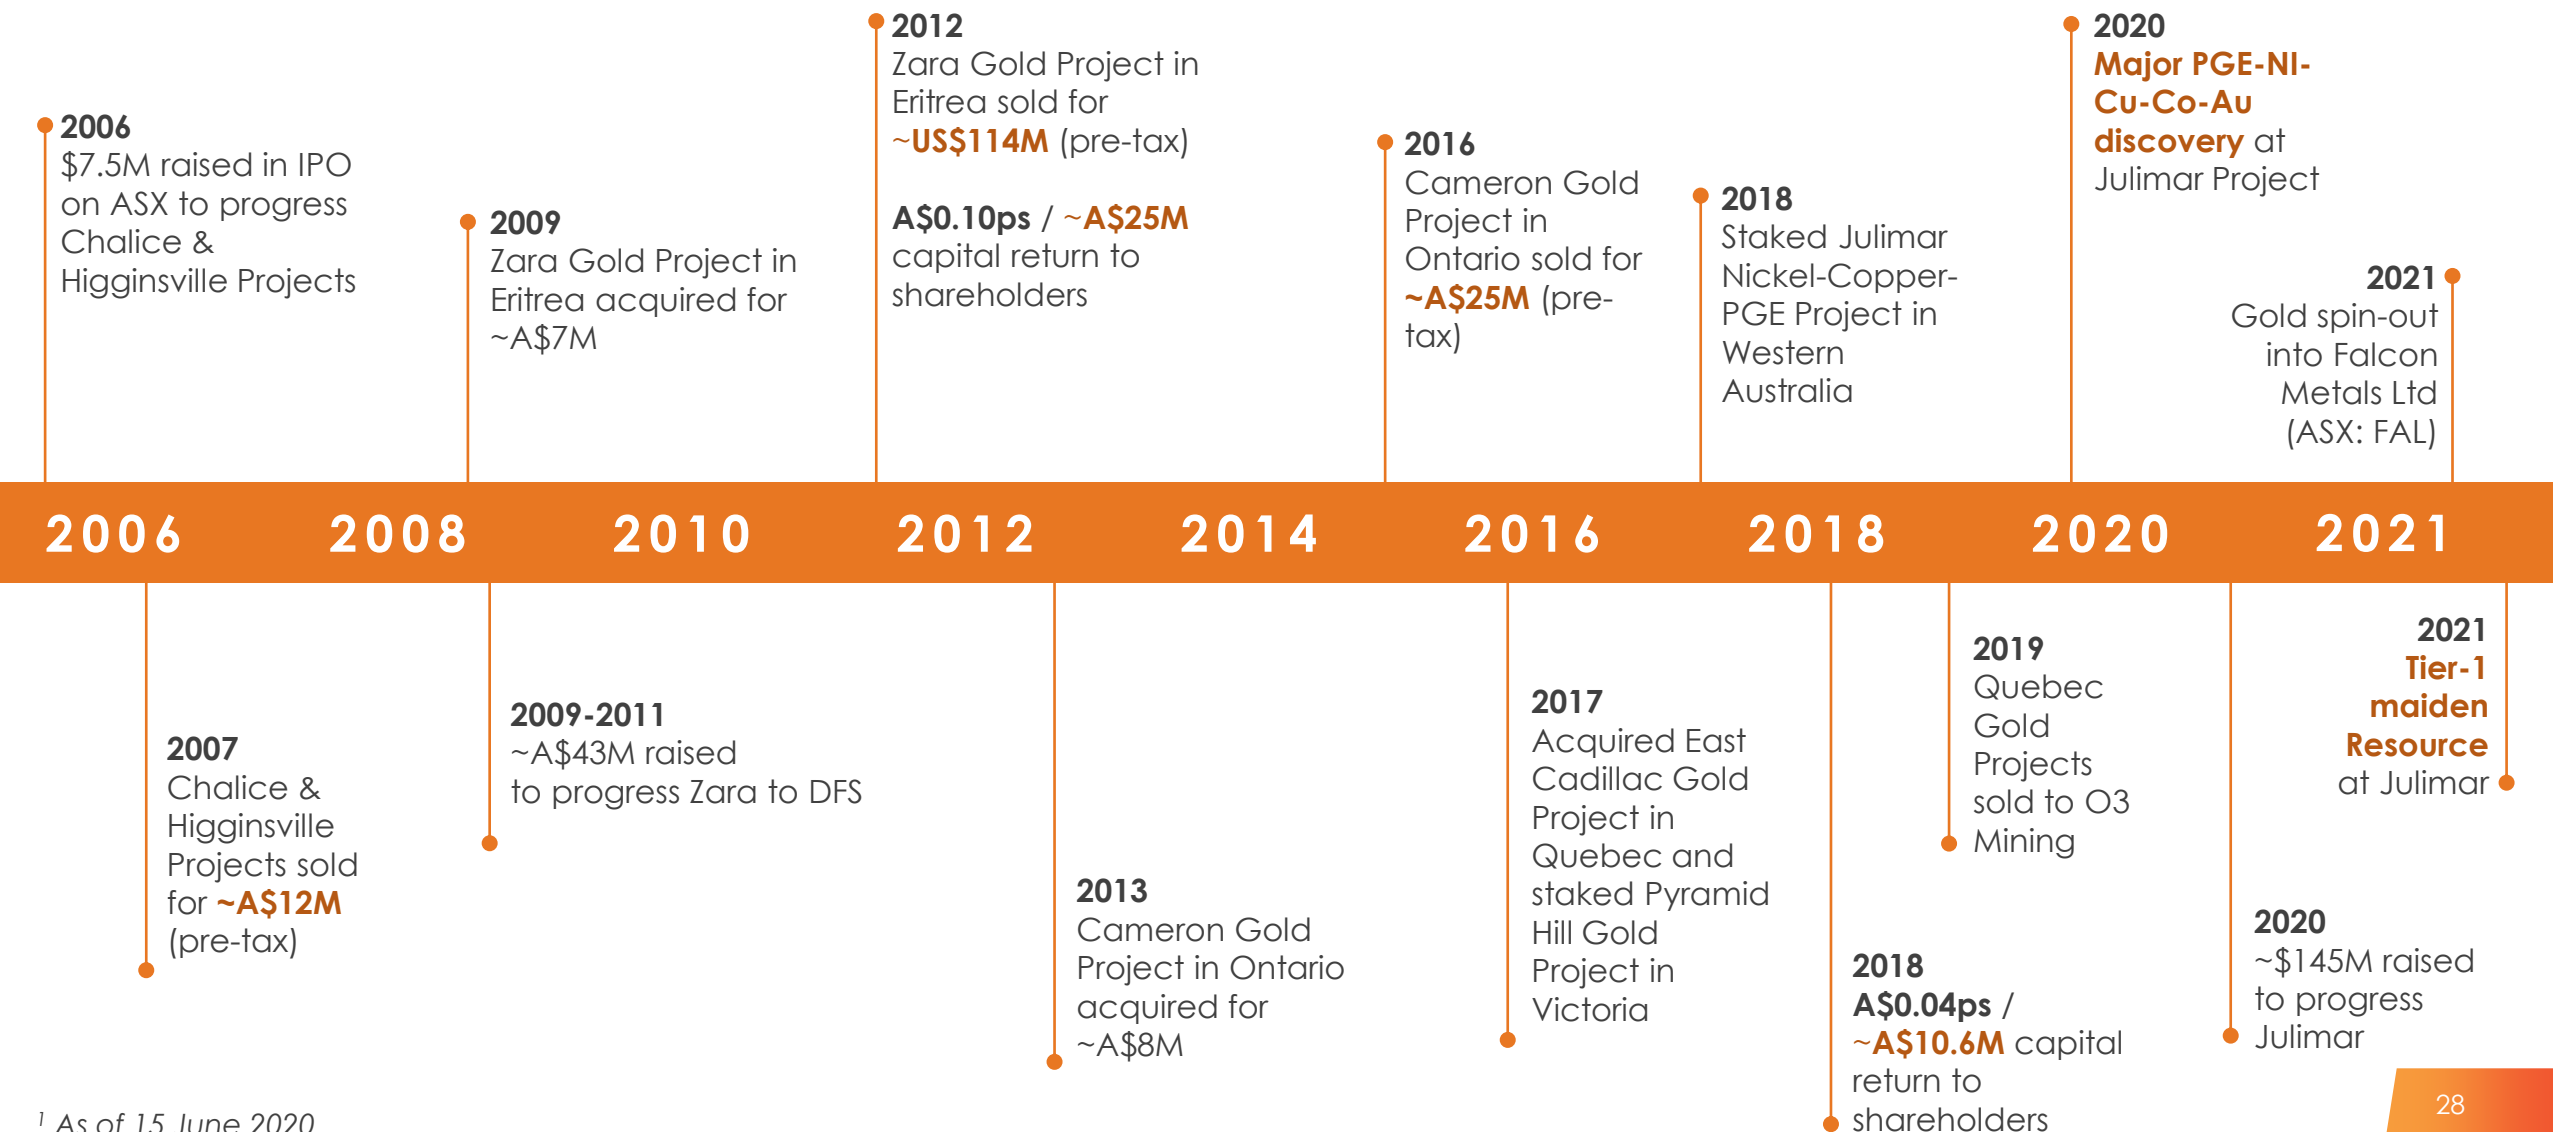 2006
$7.5M raised in IPO
on ASX to progress
Chalice &
Higginsville Projects
2009
Zara Gold Project in
Eritrea acquired for
~A$7M
2012
Zara Gold Project in
Eritrea sold for
~US$114M (pre-tax)
A$0.10ps / ~A$25M
capital return to
shareholders
2016
Cameron Gold
Project in
Ontario sold for
~A$25M (pre-
tax)
2018
Staked Julimar
Nickel-Copper-
PGE Project in
Western
Australia
2020
Major PGE-NI-
Cu-Co-Au
discovery at
Julimar Project
2021
Gold spin-out
into Falcon
Metals Ltd
(ASX: FAL)
2006 2008 2010 2012 2014 2016 2018 2020 2021
2007
Chalice &
Higginsville
Projects sold
for ~A$12M
(pre-tax)
2009-2011
~A$43M raised
to progress Zara to DFS
2013
Cameron Gold
Project in Ontario
acquired for
~A$8M
2017
Acquired East
Cadillac Gold
Project in
Quebec and
staked Pyramid
Hill Gold
Project in
Victoria
2018
A$0.04ps /
~A$10.6M capital
return to
shareholders
2019
Quebec
Gold
Projects
sold to O3
Mining
2020
~$145M raised
to progress
Julimar
2021
Tier-1
maiden
Resource
at Julimar
1 As of 15 June 2020
28